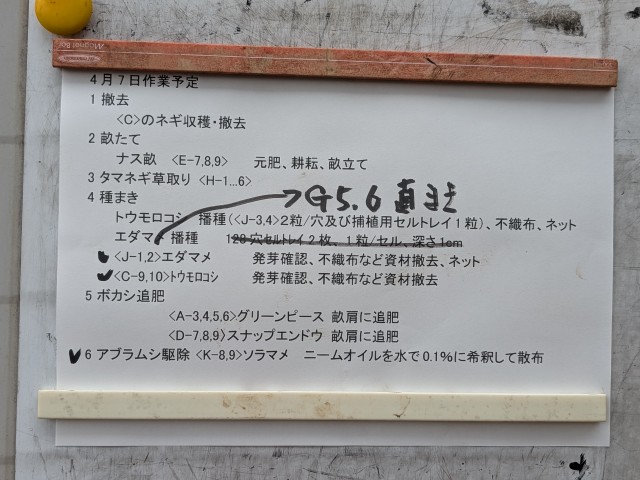 4月7日作業予定
1 撤去
<C>のネギ収穫・撤去
2 畝たて
ナス畝 <E-7,8,9> 元肥、耕耘、畝立て
3 タマネギ草取り <H-1...6>
4 種まき
→G5.6 直
トウモロコシ 播種(<J-3,4>2粒/穴及び捕植用セルトレイ1粒)、不織布、ネット
エダマメ 播種 128穴セルトレイ2枚、1粒/セル、深さ1cm
<J-1,2>エダマメ 発芽確認、不織布など資材撤去、ネット
<C-9,10>トウモロコシ 発芽確認、不織布など資材撤去
5 ボカシ追肥
<A-3,4,5,6>グリーンピース 畝肩に追肥
<D-7,8,9>スナップエンドウ 畝肩に追肥
6 アブラムシ駆除 <K-8,9>ソラマメ ニームオイルを水で0.1%に希釈して散布